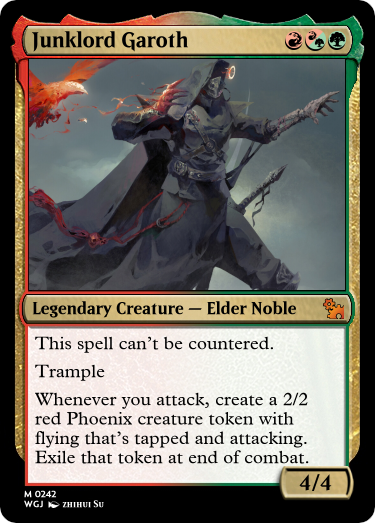 Junklord Garoth
Legendary Creature — Elder Noble
This spell can't be countered.
Trample
Whenever you attack, create a 2/2
red Phoenix creature token with
flying that's tapped and attacking.
Exile that token at end of combat.
4/4
M 0242
WGJ ZHIHUI SU